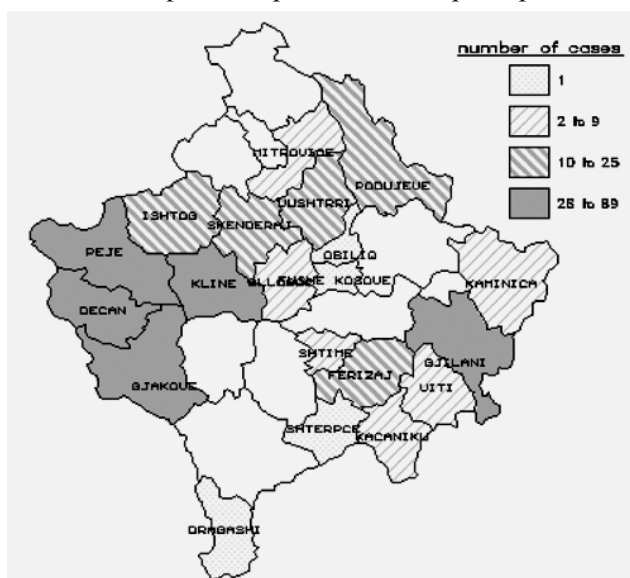 number of cases
1
2 to 9
10 to 25
26 to 89
MITROVICE
PODUJEVE
VUSHTRRI
ISHTOG
SKENDERAJ
PEJE
OBILIQ
KLINE
FUSHE KOSOVE
KAMINICA
DECAN
SHTIME
GJILANI
FERIZAJ
GJAKOVE
VITI
SHTERPCE
KACANIKU
DRAGASHI